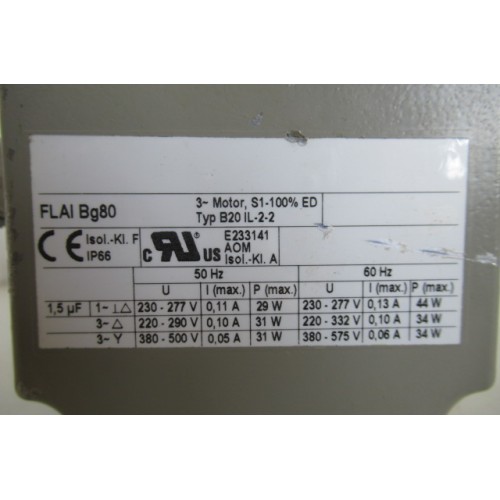 FLAI Bg80 3~ Motor, S1-100% ED
Typ B20 IL-2-2
CE Isol.-Kl. F IP66 c RU US E233141 AOM Isol.-Kl. A
50 Hz 60 Hz
U I (max.) P (max.) U I (max.) P (max.)
1,5 µF 1~ ⊥△ 230 - 277 V 0,11 A 29 W 230 - 277 V 0,13 A 44 W
3~ △ 220 - 290 V 0,10 A 31 W 220 - 332 V 0,10 A 34 W
3~ Y 380 - 500 V 0,05 A 31 W 380 - 575 V 0,06 A 34 W